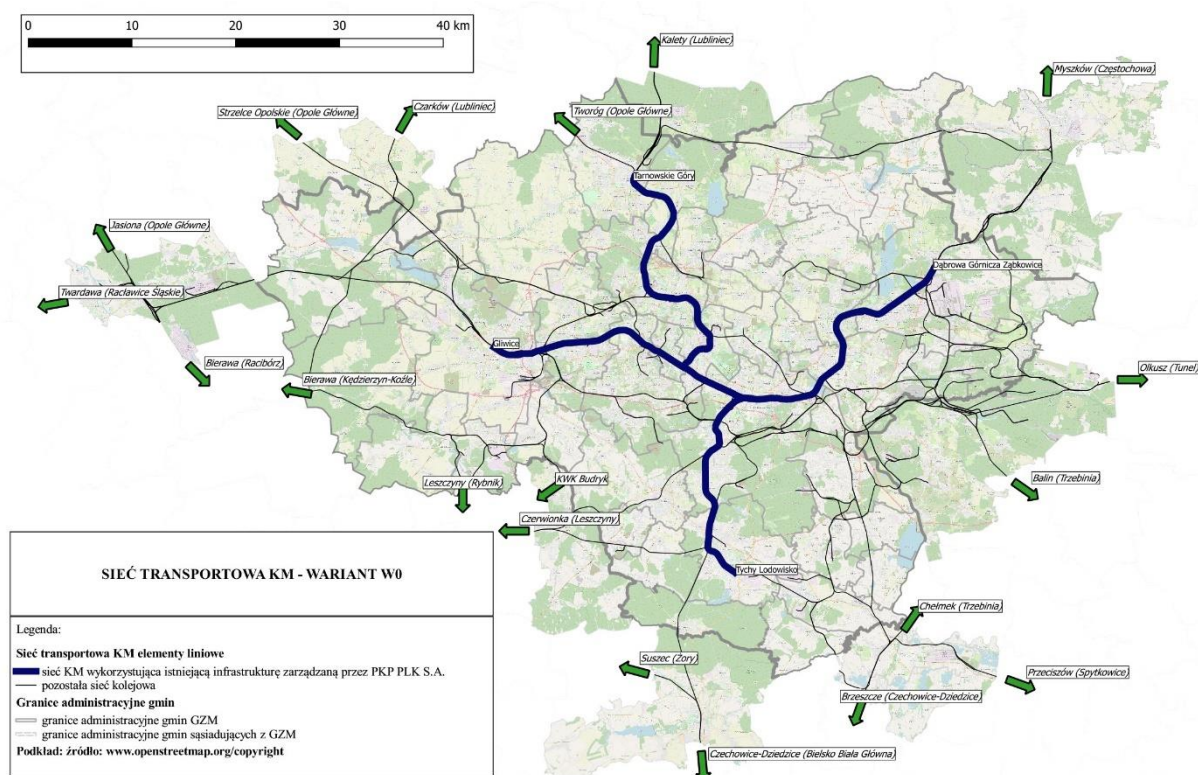 0 10 20 30 40 km
Kalety (Lubliniec)
Myszków (Częstochowa)
Strzelce Opolskie (Opole Główne)
Czarków (Lubliniec)
Tworóg (Opole Główne)
Tarnowskie Góry
Jasiona (Opole Główne)
Dąbrowa Górnicza Ząbkowice
Twardawa (Racławice Śląskie)
Gliwice
Bierawa (Racibórz)
Olkusz (Tunel)
Bierawa (Kędzierzyn-Koźle)
Leszczyny (Rybnik)
KWK Budryk
Balin (Trzebinia)
Czerwionka (Leszczyny)
Tychy Lodowisko
Chełmek (Trzebinia)
Suszec (Żory)
Przeciszów (Spytkowice)
Brzeszcze (Czechowice-Dziedzice)
Czechowice-Dziedzice (Bielsko Biała Główna)
SIEĆ TRANSPORTOWA KM - WARIANT W0
Legenda:
Sieć transportowa KM elementy liniowe
sieć KM wykorzystująca istniejącą infrastrukturę zarządzaną przez PKP PLK S.A.
pozostała sieć kolejowa
Granice administracyjne gmin
granice administracyjne gmin GZM
granice administracyjne gmin sąsiadujących z GZM
Podkład: źródło: www.openstreetmap.org/copyright